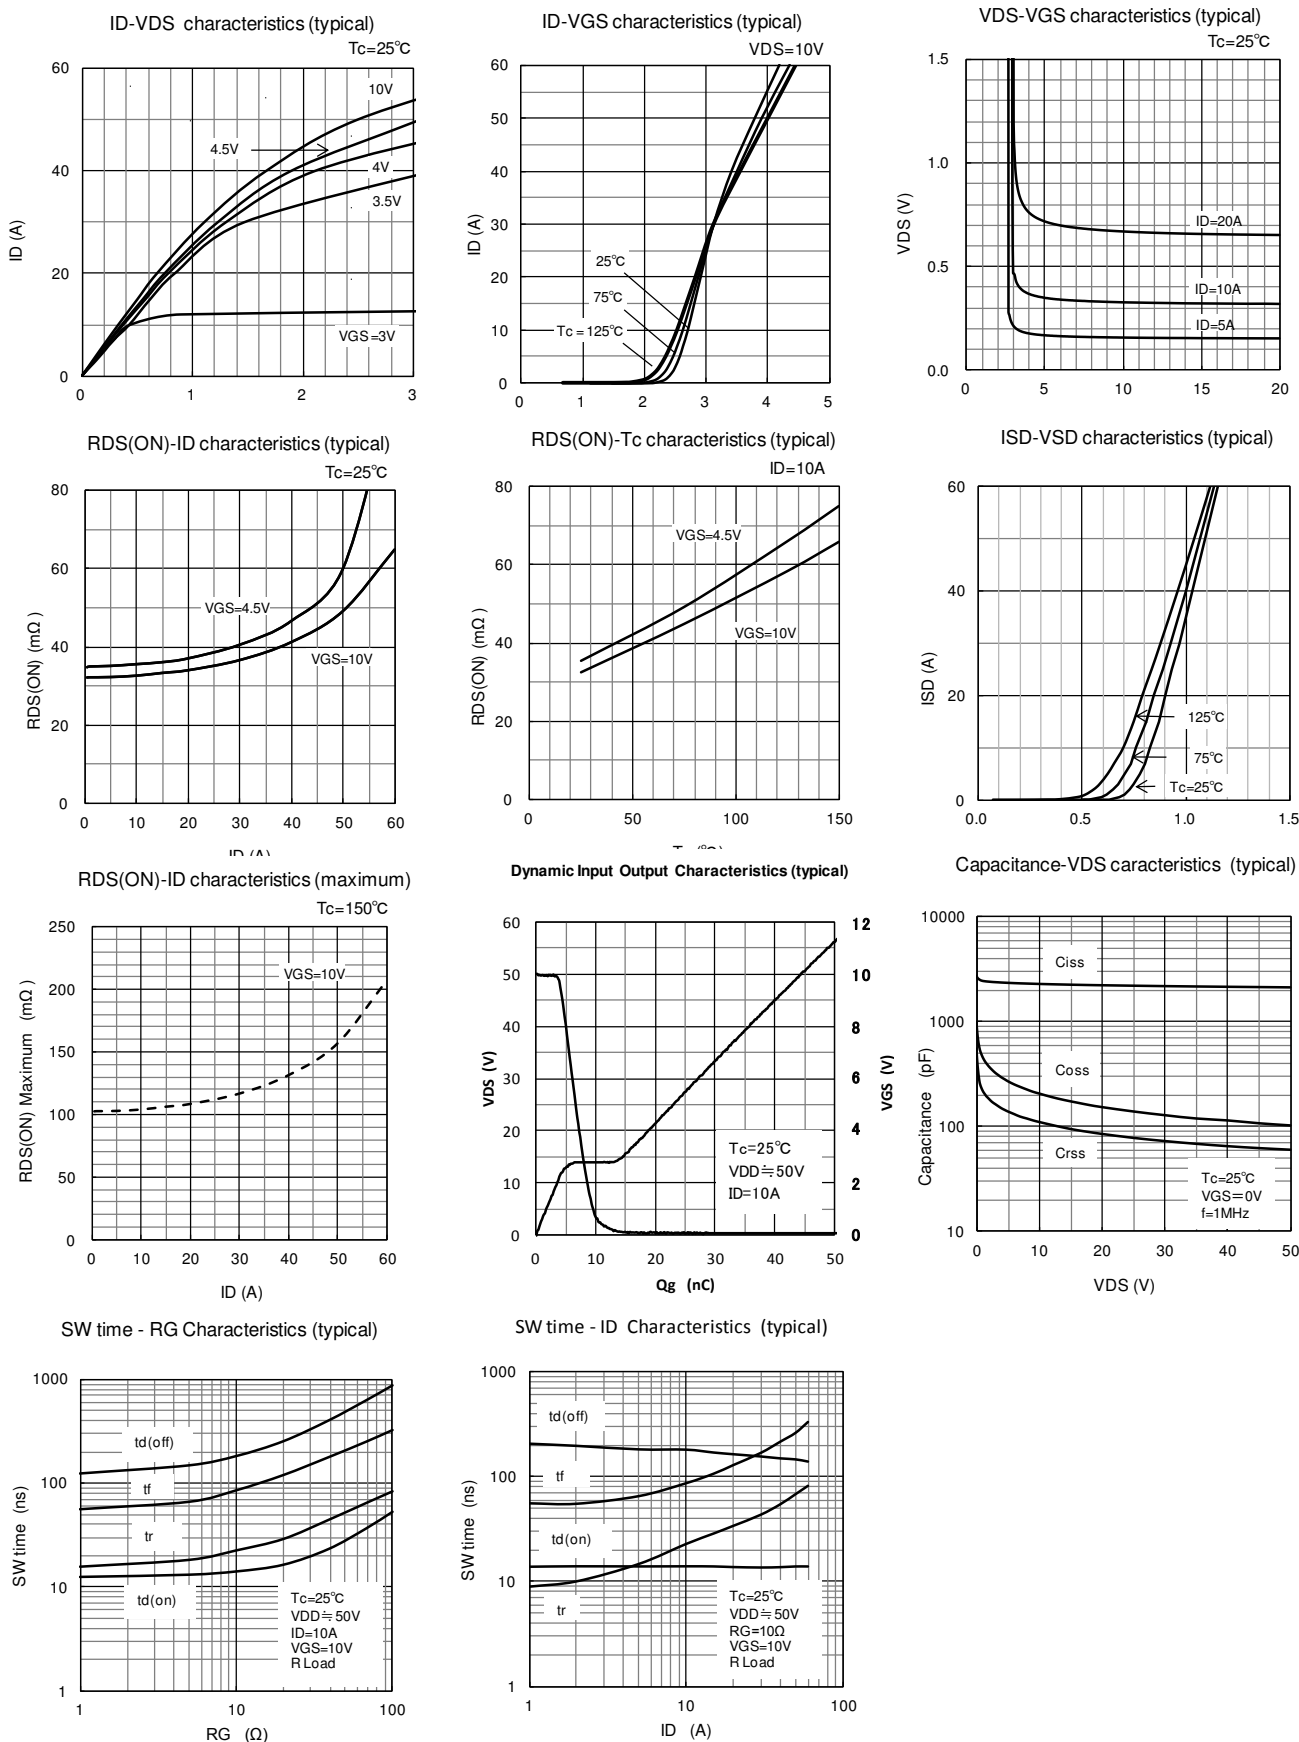 ID-VDS characteristics (typical)
Tc=25℃
60
40
20
0
0
1
2
3
ID (A)
10V
4.5V
4V
3.5V
VGS=3V
ID-VGS characteristics (typical)
VDS=10V
60
50
40
30
20
10
0
0
1
2
3
4
5
ID (A)
25℃
75℃
Tc = 125℃
VDS-VGS characteristics (typical)
Tc=25℃
1.5
1.0
0.5
0.0
0
5
10
15
20
VDS (V)
ID=20A
ID=10A
ID=5A
RDS(ON)-ID characteristics (typical)
Tc=25℃
80
60
40
20
0
0
10
20
30
40
50
60
RDS(ON) (mΩ)
VGS=4.5V
VGS=10V
ID (A)
RDS(ON)-Tc characteristics (typical)
ID=10A
80
60
40
20
0
0
50
100
150
RDS(ON) (mΩ)
VGS=4.5V
VGS=10V
ISD-VSD characteristics (typical)
60
40
20
0
0.0
0.5
1.0
1.5
ISD (A)
125℃
75℃
Tc=25℃
RDS(ON)-ID characteristics (maximum)
Tc=150℃
250
200
150
100
50
0
0
10
20
30
40
50
60
RDS(ON) Maximum (mΩ)
VGS=10V
ID (A)
Dynamic Input Output Characteristics (typical)
60
50
40
30
20
10
0
12
10
8
6
4
2
0
0
10
20
30
40
50
VDS (V)
VGS (V)
Tc=25℃
VDD≒50V
ID=10A
Qg (nC)
Capacitance-VDS caracteristics (typical)
10000
1000
100
10
0
10
20
30
40
50
Capacitance (pF)
Ciss
Coss
Crss
Tc=25℃
VGS=0V
f=1MHz
VDS (V)
SW time - RG Characteristics (typical)
1000
100
10
1
1
10
100
SW time (ns)
td(off)
tf
tr
td(on)
Tc=25℃
VDD≒50V
ID=10A
VGS=10V
R Load
RG (Ω)
SW time - ID Characteristics (typical)
1000
100
10
1
1
10
100
SW time (ns)
td(off)
tf
td(on)
tr
Tc=25℃
VDD≒50V
RG=10Ω
VGS=10V
R Load
ID (A)